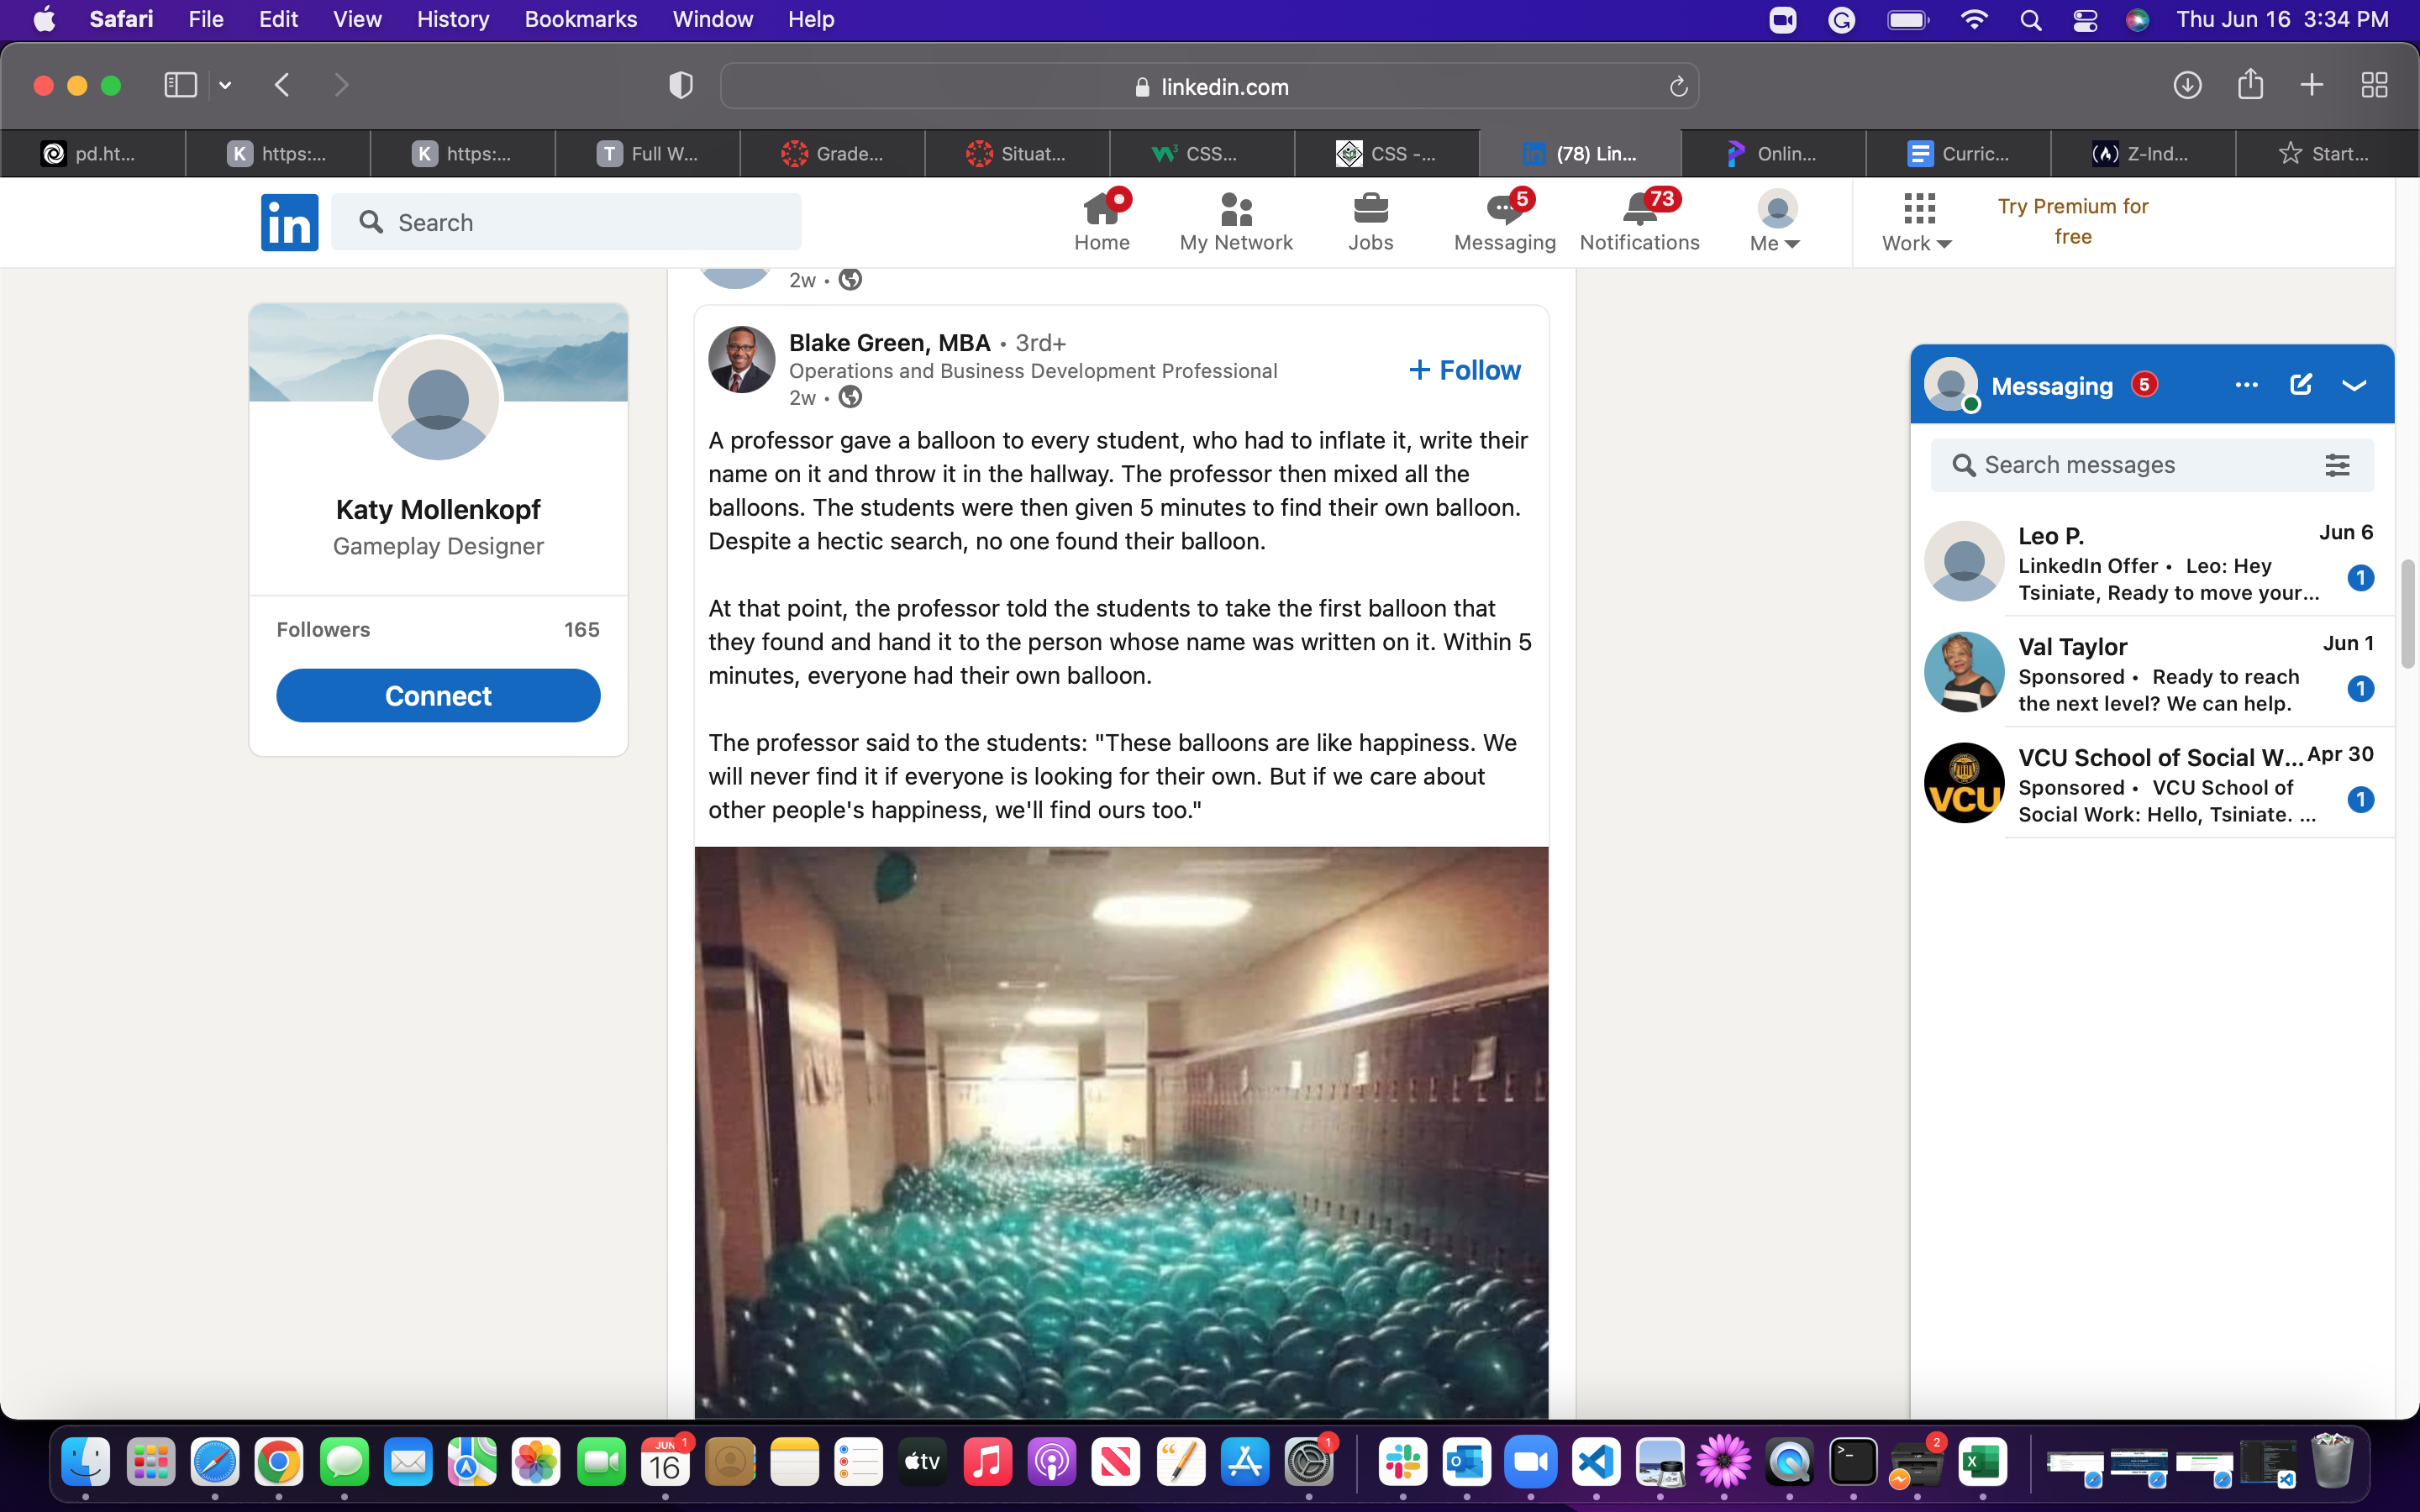 Safari File Edit View History Bookmarks Window Help
Thu Jun 16 3:34 PM
linkedin.com
pd.ht...
K https:...
K https:...
T Full W...
Grade...
Situat...
CSS...
CSS -...
(78) Lin...
Onlin...
Curric...
Z-Ind...
Start...
in
Search
Home
My Network
Jobs
5
Messaging
73
Notifications
Me
Work
Try Premium for
free
Katy Mollenkopf
Gameplay Designer
Followers 165
Connect
2w •
Blake Green, MBA • 3rd+
Operations and Business Development Professional
2w •
+ Follow
A professor gave a balloon to every student, who had to inflate it, write their
name on it and throw it in the hallway. The professor then mixed all the
balloons. The students were then given 5 minutes to find their own balloon.
Despite a hectic search, no one found their balloon.
At that point, the professor told the students to take the first balloon that
they found and hand it to the person whose name was written on it. Within 5
minutes, everyone had their own balloon.
The professor said to the students: "These balloons are like happiness. We
will never find it if everyone is looking for their own. But if we care about
other people's happiness, we'll find ours too."
Messaging 5
Search messages
Leo P. Jun 6
LinkedIn Offer • Leo: Hey
Tsiniate, Ready to move your... 1
Val Taylor Jun 1
Sponsored • Ready to reach
the next level? We can help. 1
VCU
VCU School of Social W... Apr 30
Sponsored • VCU School of
Social Work: Hello, Tsiniate. ... 1
JUN
16
1
tv
1
2